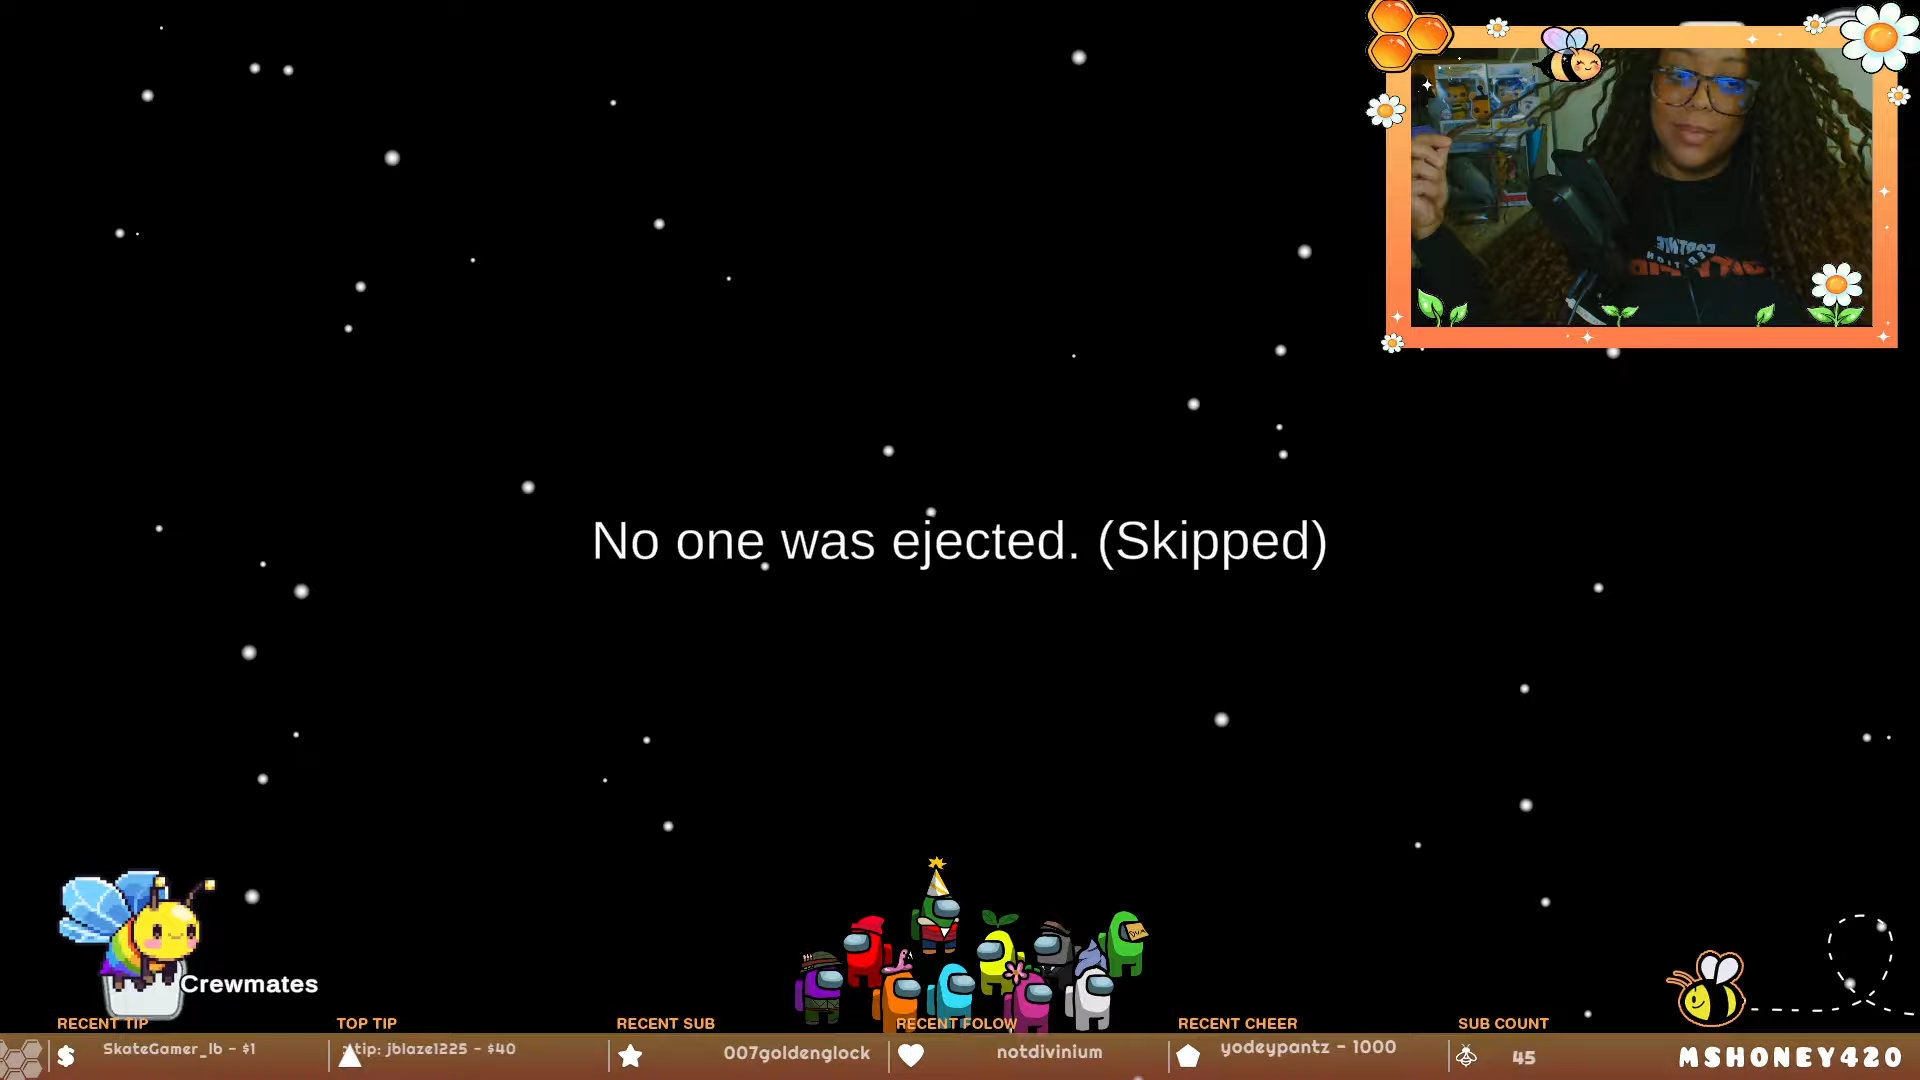 No one was ejected. (Skipped)
Crewmates
RECENT TIP
TOP TIP
RECENT SUB
RECENT FOLOW
RECENT CHEER
SUB COUNT
SkateGamer_lb - $1
tip: jblaze1225 - $40
007goldenglock
notdivinium
yodeypantz - 1000
45
MSHONEY420
DUM